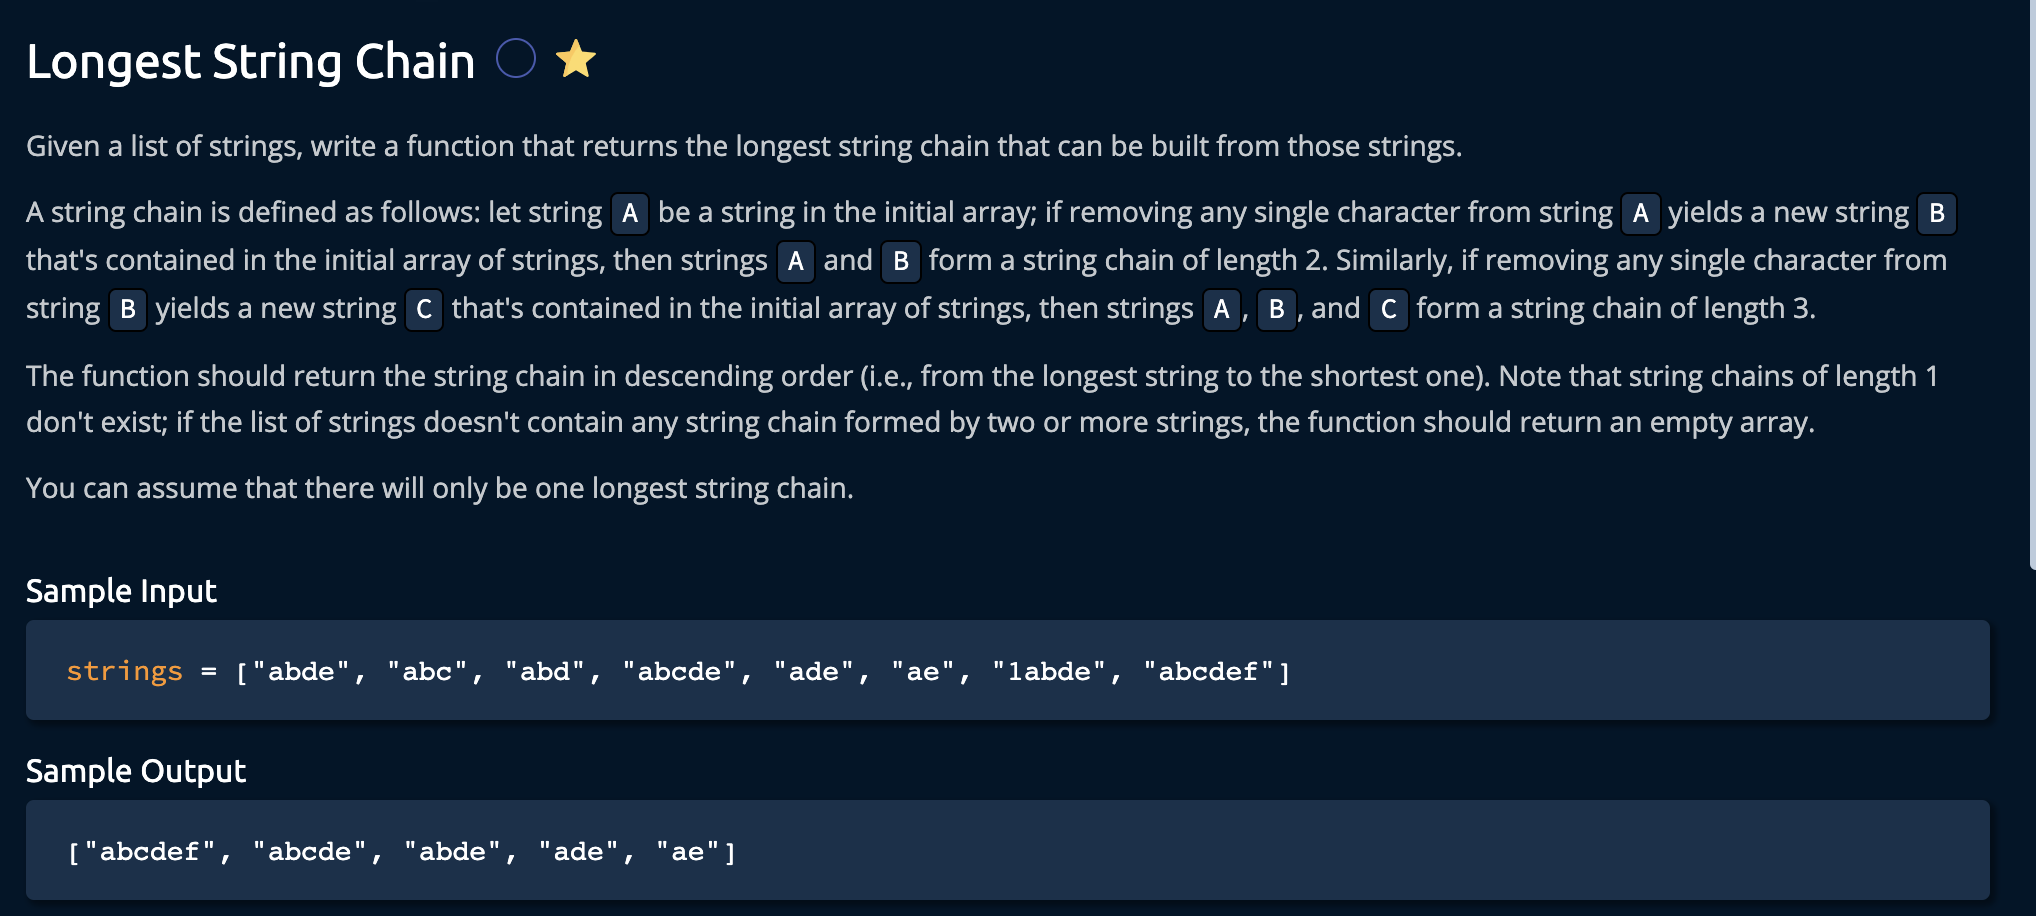 Longest String Chain
Given a list of strings, write a function that returns the longest string chain that can be built from those strings.
A string chain is defined as follows: let string A be a string in the initial array; if removing any single character from string A yields a new string B
that's contained in the initial array of strings, then strings A and B form a string chain of length 2. Similarly, if removing any single character from
string B yields a new string C that's contained in the initial array of strings, then strings A, B, and C form a string chain of length 3.
The function should return the string chain in descending order (i.e., from the longest string to the shortest one). Note that string chains of length 1
don't exist; if the list of strings doesn't contain any string chain formed by two or more strings, the function should return an empty array.
You can assume that there will only be one longest string chain.
Sample Input
strings = ["abde", "abc", "abd", "abcde", "ade", "ae", "1abde", "abcdef"]
Sample Output
["abcdef", "abcde", "abde", "ade", "ae"]